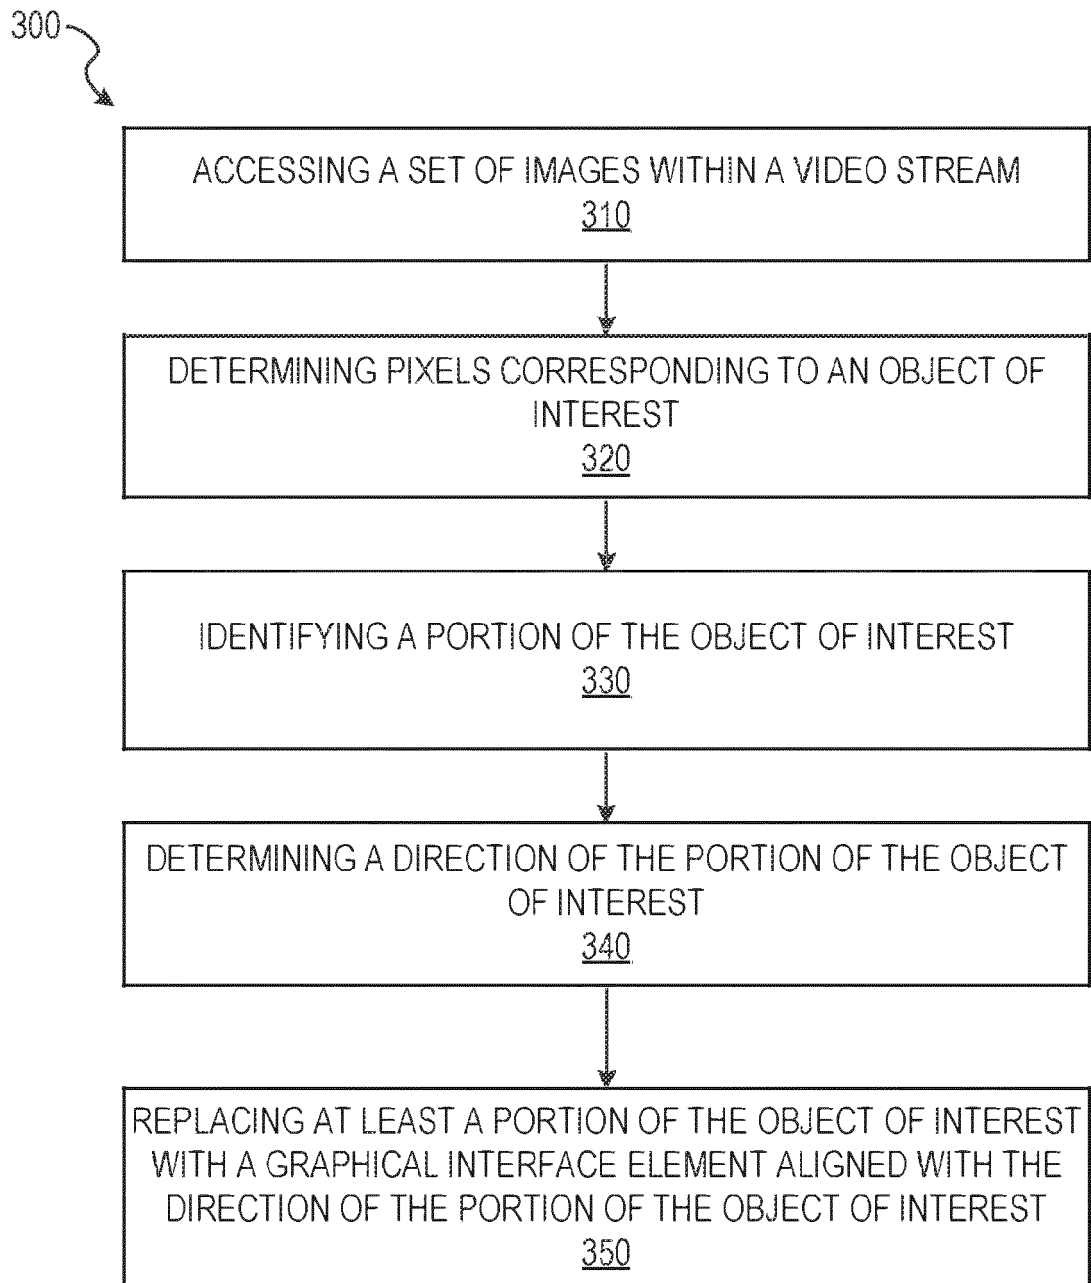 300
ACCESSING A SET OF IMAGES WITHIN A VIDEO STREAM
310
DETERMINING PIXELS CORRESPONDING TO AN OBJECT OF
INTEREST
320
IDENTIFYING A PORTION OF THE OBJECT OF INTEREST
330
DETERMINING A DIRECTION OF THE PORTION OF THE OBJECT
OF INTEREST
340
REPLACING AT LEAST A PORTION OF THE OBJECT OF INTEREST
WITH A GRAPHICAL INTERFACE ELEMENT ALIGNED WITH THE
DIRECTION OF THE PORTION OF THE OBJECT OF INTEREST
350